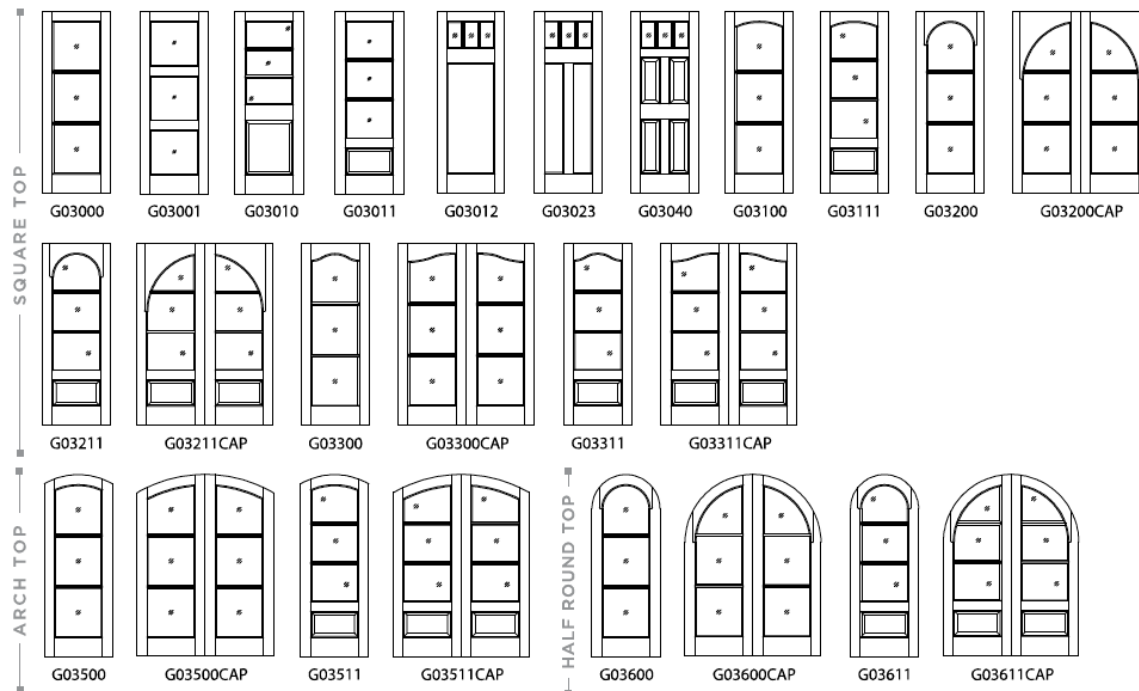 SQUARE TOP
G03000 G03001 G03010 G03011 G03012 G03023 G03040 G03100 G03111 G03200 G03200CAP
G03211 G03211CAP G03300 G03300CAP G03311 G03311CAP
ARCH TOP
G03500 G03500CAP G03511 G03511CAP
HALF ROUND TOP
G03600 G03600CAP G03611 G03611CAP